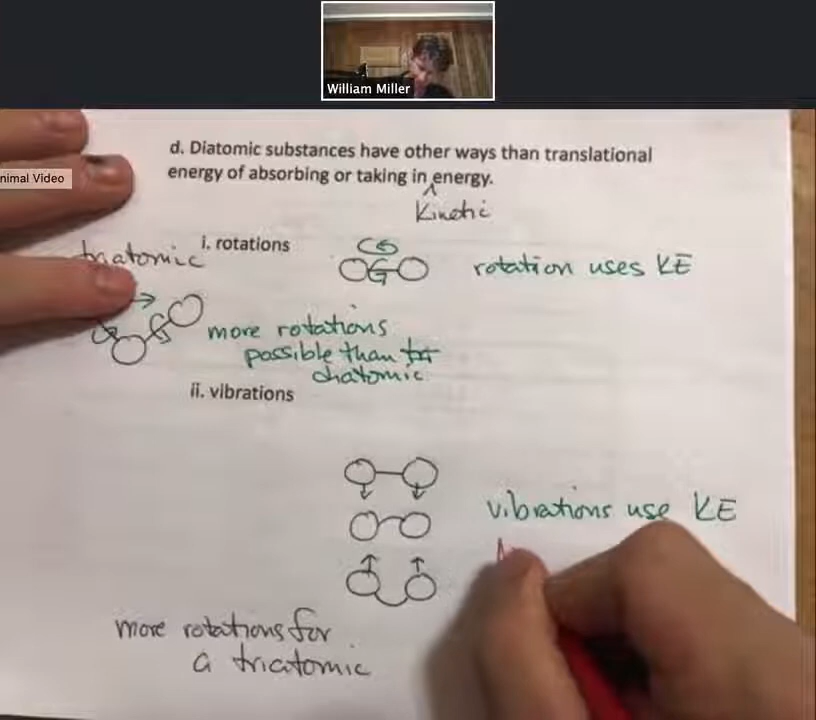 William Miller
nimal Video
d. Diatomic substances have other ways than translational
energy of absorbing or taking in energy.
^
Kinetic
triatomic
i. rotations
rotation uses KE
more rotations
possible than
diatomic
ii. vibrations
vibrations use KE
more rotations for
a triatomic